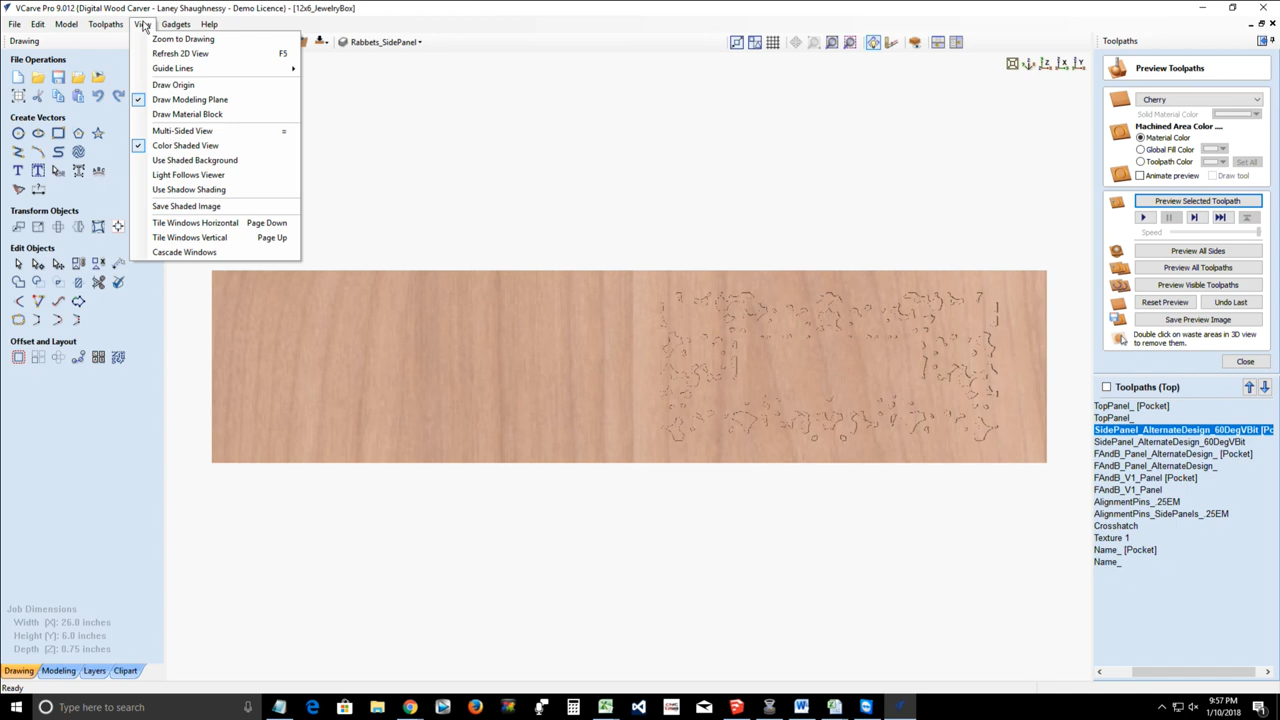 VCarve Pro 9.012 {Digital Wood Carver - Laney Shaughnessy - Demo Licence} - [12x6_JewelryBox]
File Edit Model Toolpaths View Gadgets Help
Drawing
Rabbets_SidePanel
Toolpaths
Zoom to Drawing
Refresh 2D View F5
Guide Lines
Draw Origin
Draw Modeling Plane
Draw Material Block
Multi-Sided View =
Color Shaded View
Use Shaded Background
Light Follows Viewer
Use Shadow Shading
Save Shaded Image
Tile Windows Horizontal Page Down
Tile Windows Vertical Page Up
Cascade Windows
File Operations
Create Vectors
Transform Objects
Edit Objects
Offset and Layout
Job Dimensions
Width (X): 26.0 inches
Height (Y): 6.0 inches
Depth (Z): 0.75 inches
Drawing Modeling Layers Clipart
Ready
Preview Toolpaths
Cherry
Solid Material Color
Machined Area Color ....
Material Color
Global Fill Color
Toolpath Color Set All
Animate preview Draw tool
Preview Selected Toolpath
Speed
Preview All Sides
Preview All Toolpaths
Preview Visible Toolpaths
Reset Preview Undo Last
Save Preview Image
Double click on waste areas in 3D view
to remove them.
Close
Toolpaths (Top)
TopPanel_ [Pocket]
TopPanel_
SidePanel_AlternateDesign_60DegVBit [Pc
SidePanel_AlternateDesign_60DegVBit
FAndB_Panel_AlternateDesign_ [Pocket]
FAndB_Panel_AlternateDesign_
FAndB_V1_Panel [Pocket]
FAndB_V1_Panel
AlignmentPins_.25EM
AlignmentPins_SidePanels_.25EM
Crosshatch
Texture 1
Name_ [Pocket]
Name_
Type here to search
9:57 PM
1/10/2018